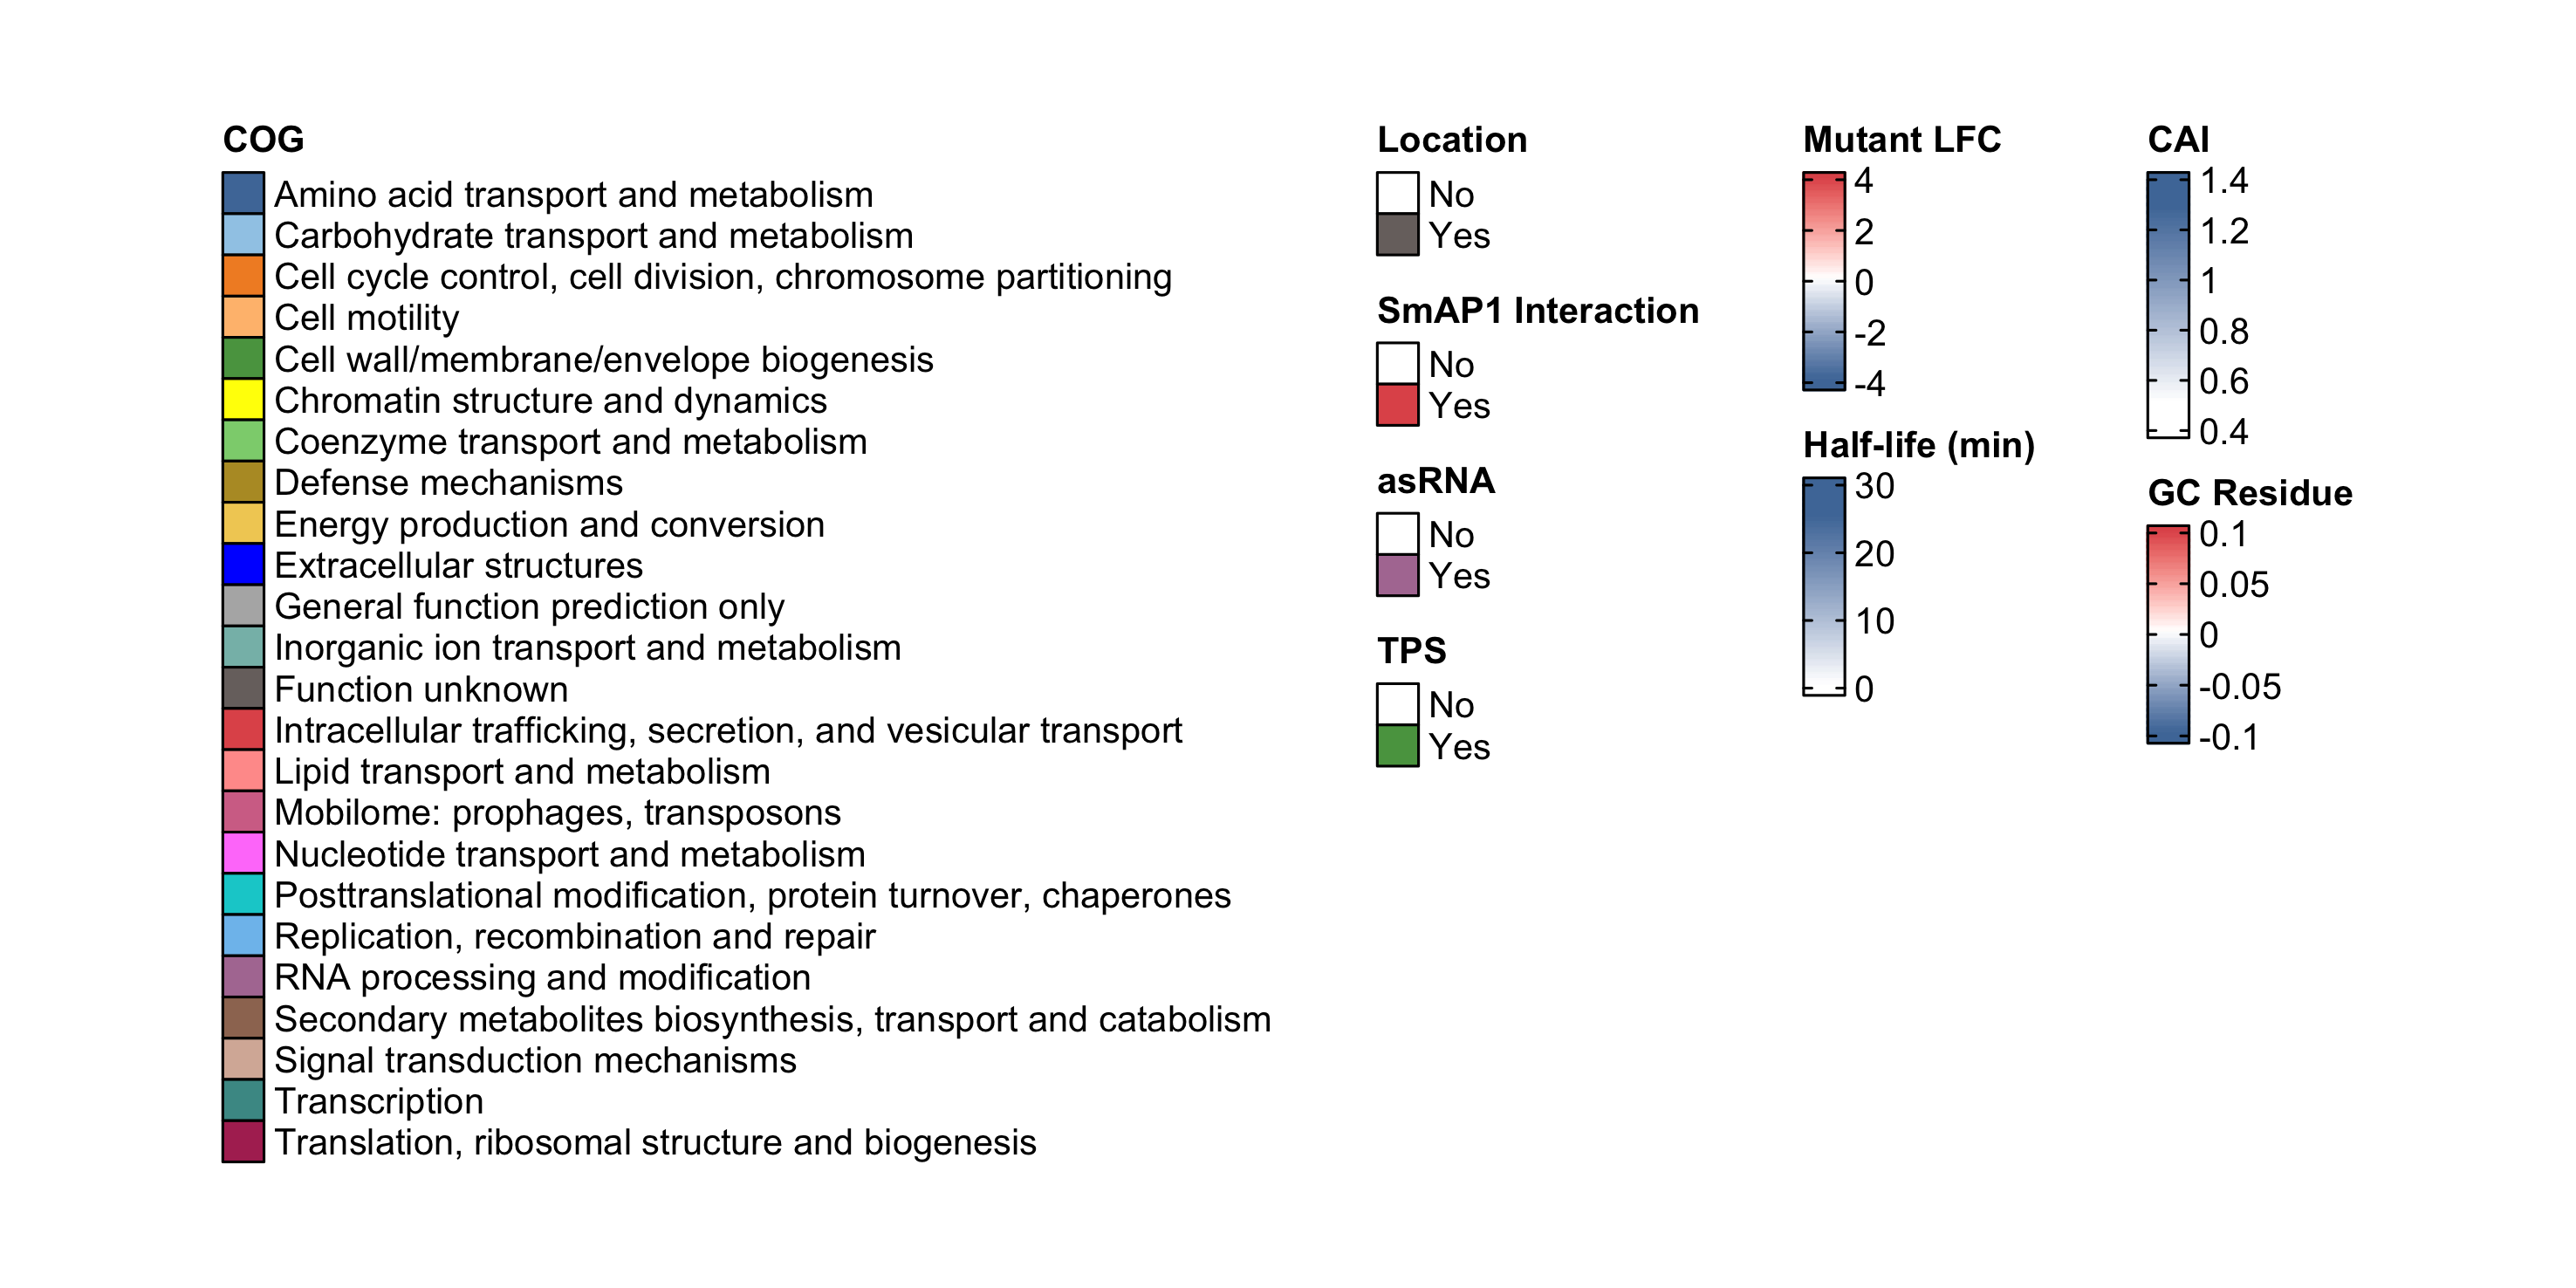 COG
Amino acid transport and metabolism
Carbohydrate transport and metabolism
Cell cycle control, cell division, chromosome partitioning
Cell motility
Cell wall/membrane/envelope biogenesis
Chromatin structure and dynamics
Coenzyme transport and metabolism
Defense mechanisms
Energy production and conversion
Extracellular structures
General function prediction only
Inorganic ion transport and metabolism
Function unknown
Intracellular trafficking, secretion, and vesicular transport
Lipid transport and metabolism
Mobilome: prophages, transposons
Nucleotide transport and metabolism
Posttranslational modification, protein turnover, chaperones
Replication, recombination and repair
RNA processing and modification
Secondary metabolites biosynthesis, transport and catabolism
Signal transduction mechanisms
Transcription
Translation, ribosomal structure and biogenesis
Location
No
Yes
SmAP1 Interaction
No
Yes
asRNA
No
Yes
TPS
No
Yes
Mutant LFC
4
2
0
-2
-4
Half-life (min)
30
20
10
0
CAI
1.4
1.2
1
0.8
0.6
0.4
GC Residue
0.1
0.05
0
-0.05
-0.1